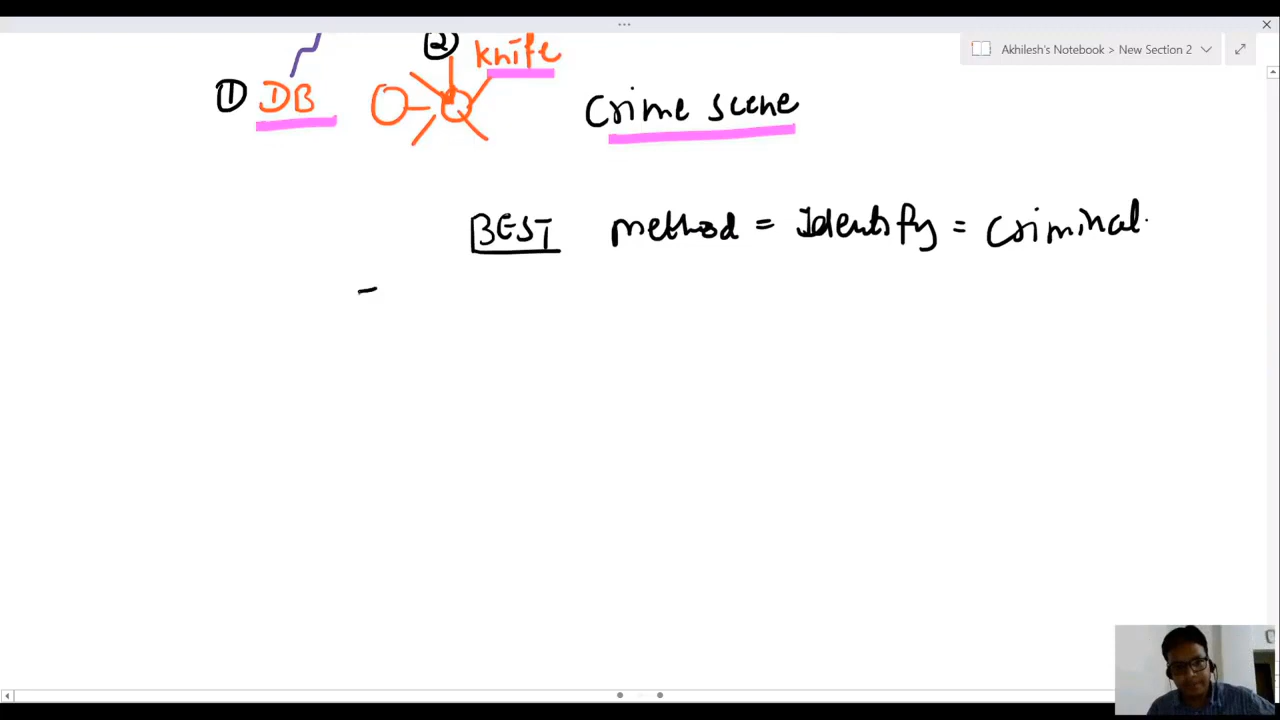 Akhilesh's Notebook > New Section 2
② knife
① DB
Crime scene
BEST method = Identify = Criminal.